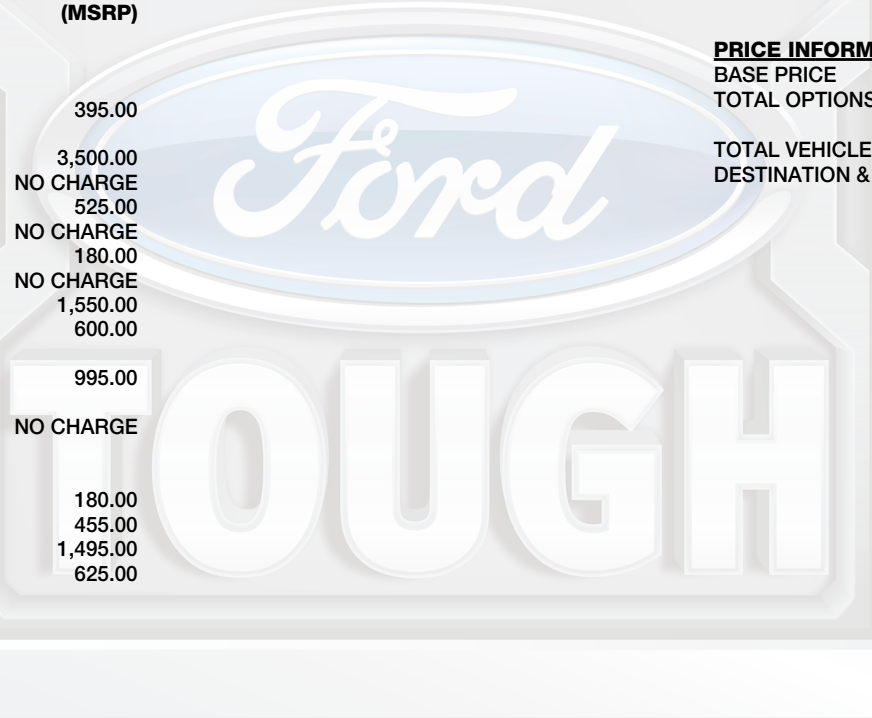 (MSRP)
395.00
3,500.00
NO CHARGE
525.00
NO CHARGE
180.00
NO CHARGE
1,550.00
600.00
995.00
NO CHARGE
180.00
455.00
1,495.00
625.00
PRICE INFORM
BASE PRICE
TOTAL OPTIONS
TOTAL VEHICLE
DESTINATION &
Ford
TOUGH